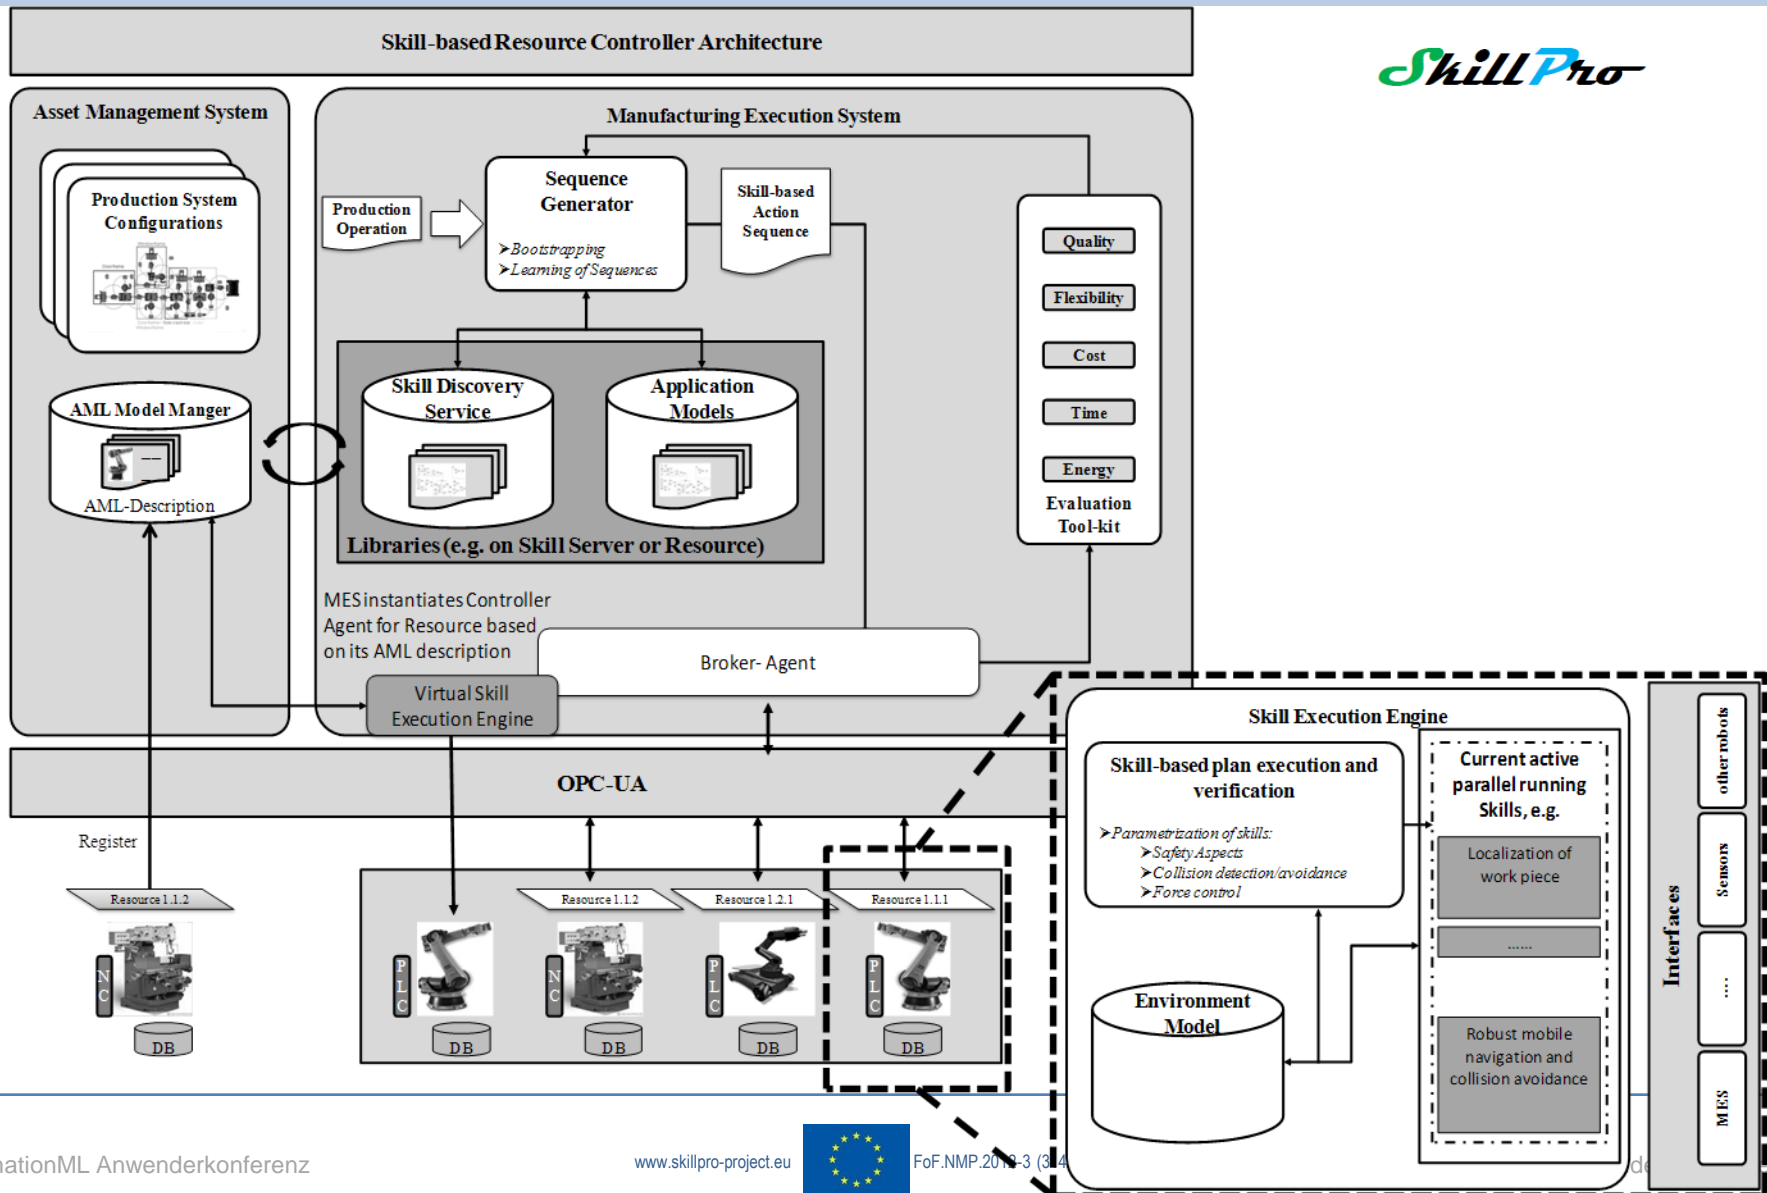 Skill-based Resource Controller Architecture
SkillPro
Asset Management System
Production System
Configurations
AML Model Manger
AML-Description
Manufacturing Execution System
Production
Operation
Sequence
Generator
➢Bootstrapping
➢Learning of Sequences
Skill-based
Action
Sequence
Quality
Flexibility
Cost
Time
Energy
Evaluation
Tool-kit
Skill Discovery
Service
Application
Models
Libraries (e.g. on Skill Server or Resource)
MES instantiates Controller
Agent for Resource based
on its AML description
Broker- Agent
Virtual Skill
Execution Engine
OPC-UA
Register
Resource 1.1.2
NC
DB
PLC
DB
Resource 1.1.2
NC
DB
Resource 1.2.1
PLC
DB
Resource 1.1.1
PLC
DB
Skill Execution Engine
Skill-based plan execution and
verification
➢Parametrization of skills:
➢Safety Aspects
➢Collision detection/avoidance
➢Force control
Environment
Model
Current active
parallel running
Skills, e.g.
Localization of
work piece
......
Robust mobile
navigation and
collision avoidance
Interfaces
other robots
Sensors
....
MES
nationML Anwenderkonferenz
www.skillpro-project.eu
FoF.NMP.2012-3 (3